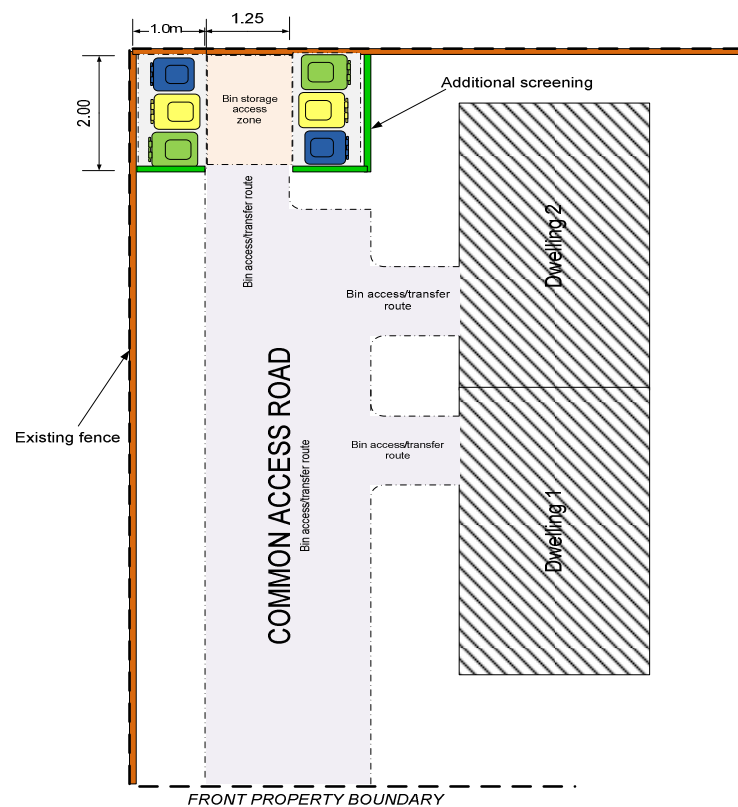 1.0m
1.25
2.00
Bin storage
access
zone
Additional screening
Bin access/transfer route
Dwelling 2
Bin access/transfer
route
COMMON ACCESS ROAD
Bin access/transfer route
Existing fence
Bin access/transfer
route
Dwelling 1
FRONT PROPERTY BOUNDARY